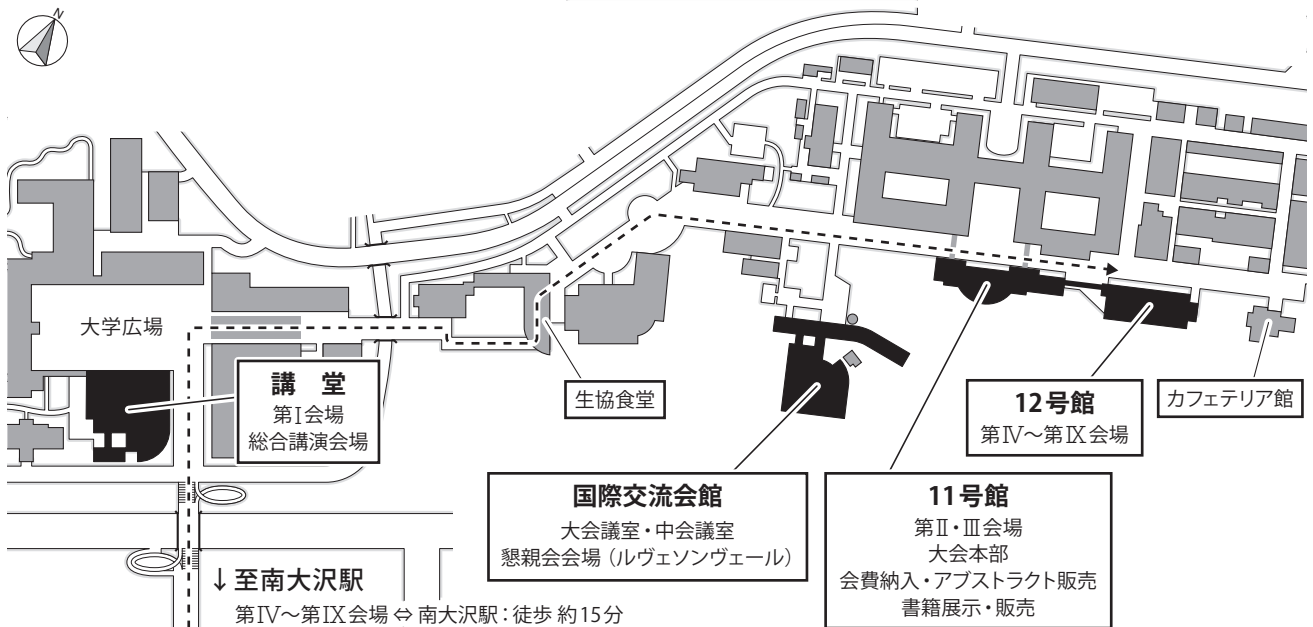 N
大学広場
講 堂
第Ⅰ会場
総合講演会場
生協食堂
国際交流会館
大会議室・中会議室
懇親会会場（ルヴェソンヴェール）
11号館
第Ⅱ・Ⅲ会場
大会本部
会費納入・アブストラクト販売
書籍展示・販売
12号館
第Ⅳ～第Ⅸ会場
カフェテリア館
↓至南大沢駅
第Ⅳ～第Ⅸ会場 ⇔ 南大沢駅：徒歩 約15分